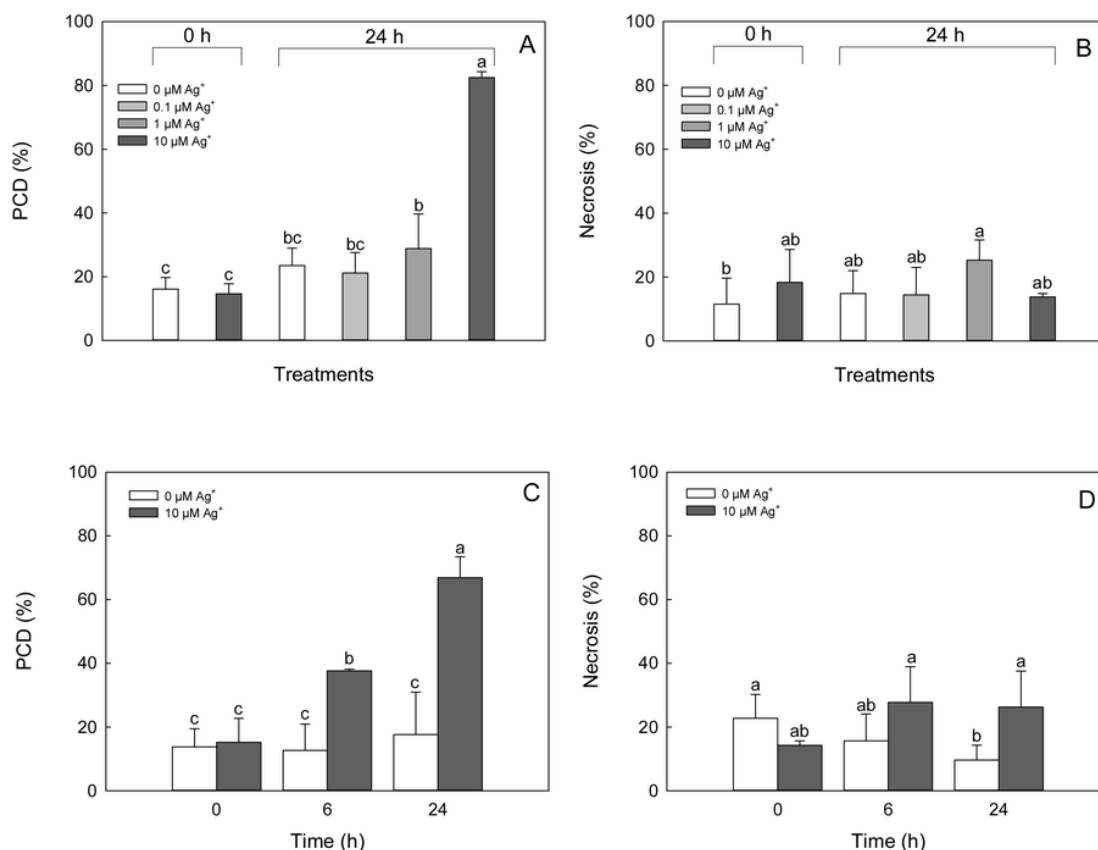 100
80
60
40
20
0
PCD (%)
0 h
24 h
A
0 µM Ag⁺
0.1 µM Ag⁺
1 µM Ag⁺
10 µM Ag⁺
c
c
bc
bc
b
a
Treatments
100
80
60
40
20
0
Necrosis (%)
0 h
24 h
B
0 µM Ag⁺
0.1 µM Ag⁺
1 µM Ag⁺
10 µM Ag⁺
b
ab
ab
ab
a
ab
Treatments
100
80
60
40
20
0
PCD (%)
C
0 µM Ag⁺
10 µM Ag⁺
c
c
c
b
c
a
0
6
24
Time (h)
100
80
60
40
20
0
Necrosis (%)
D
0 µM Ag⁺
10 µM Ag⁺
a
ab
ab
a
b
a
0
6
24
Time (h)